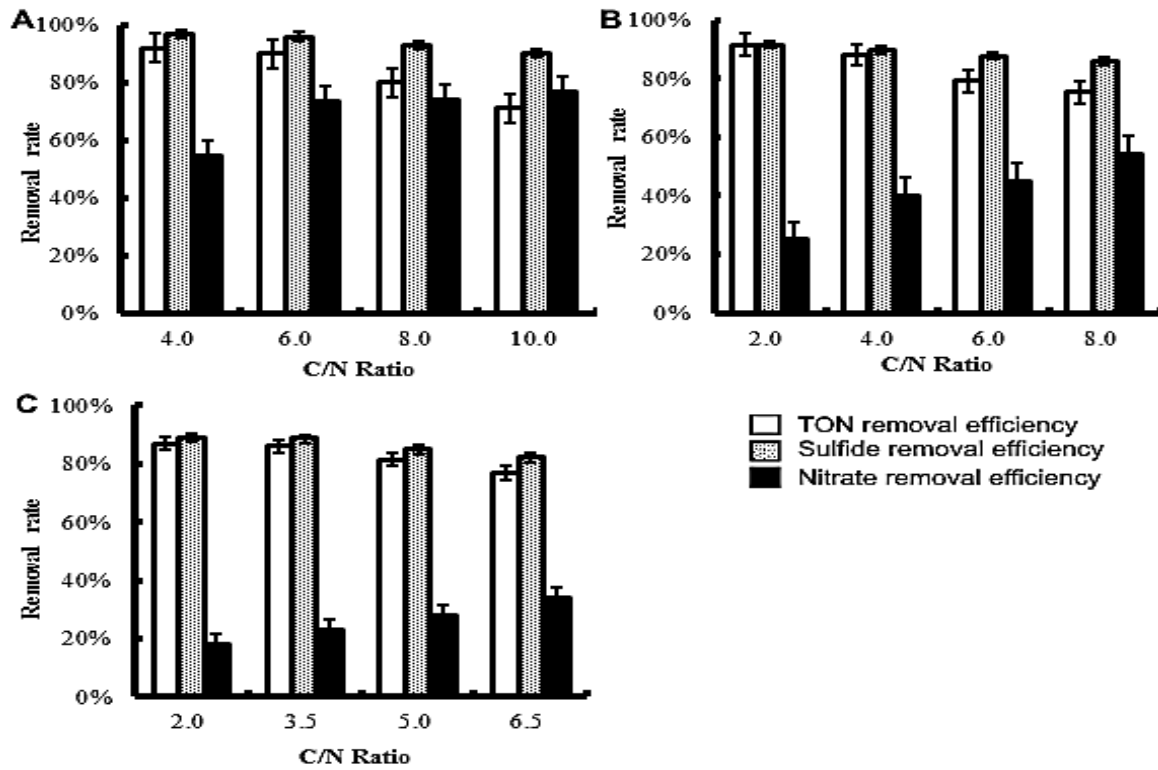 A
100%
80%
60%
40%
20%
0%
Removal rate
4.0 6.0 8.0 10.0
C/N Ratio
B
100%
80%
60%
40%
20%
0%
Removal rate
2.0 4.0 6.0 8.0
C/N Ratio
C
100%
80%
60%
40%
20%
0%
Removal rate
2.0 3.5 5.0 6.5
C/N Ratio
TON removal efficiency
Sulfide removal efficiency
Nitrate removal efficiency